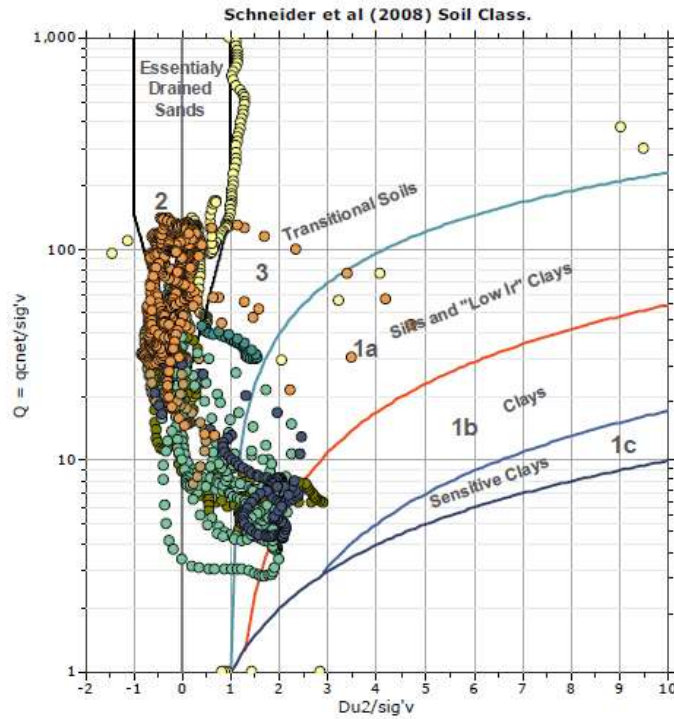 Schneider et al (2008) Soil Class.
1,000
Essentialy
Drained
Sands
2
Transitional Soils
100
3
Silts and "Low Ir" Clays
1a
Clays
1b
1c
Sensitive Clays
10
1
Q = qcnet/sig'v
-2 -1 0 1 2 3 4 5 6 7 8 9 10
Du2/sig'v